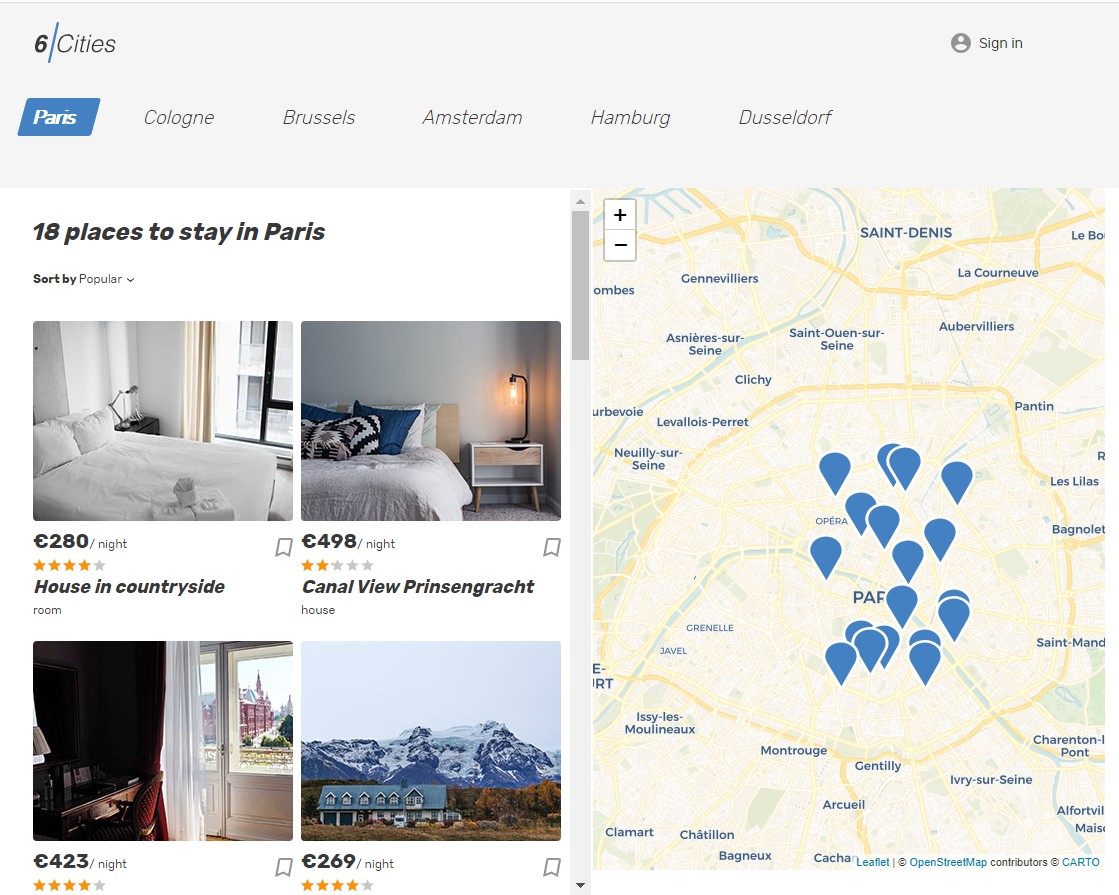 6 Cities
Sign in
Paris Cologne Brussels Amsterdam Hamburg Dusseldorf
18 places to stay in Paris
Sort by Popular
€280/ night
House in countryside
room
€498/ night
Canal View Prinsengracht
house
€423/ night
€269/ night
+
−
SAINT-DENIS
Le Bo
La Courneuve
Gennevilliers
ombes
Aubervilliers
Asnières-sur-
Seine
Saint-Ouen-sur-
Seine
Clichy
urbevoie
Levallois-Perret
Pantin
Neuilly-sur-
Seine
R
Les Lilas
OPÉRA
Bagnolet
PAR
GRENELLE
JAVEL
Saint-Mand
E-
RT
Issy-les-
Moulineaux
Montrouge
Gentilly
Charenton-l
Pont
Ivry-sur-Seine
Arcueil
Alfortvil
Maiso
Clamart
Châtillon
Bagneux
Cacha
Leaflet | © OpenStreetMap contributors © CARTO